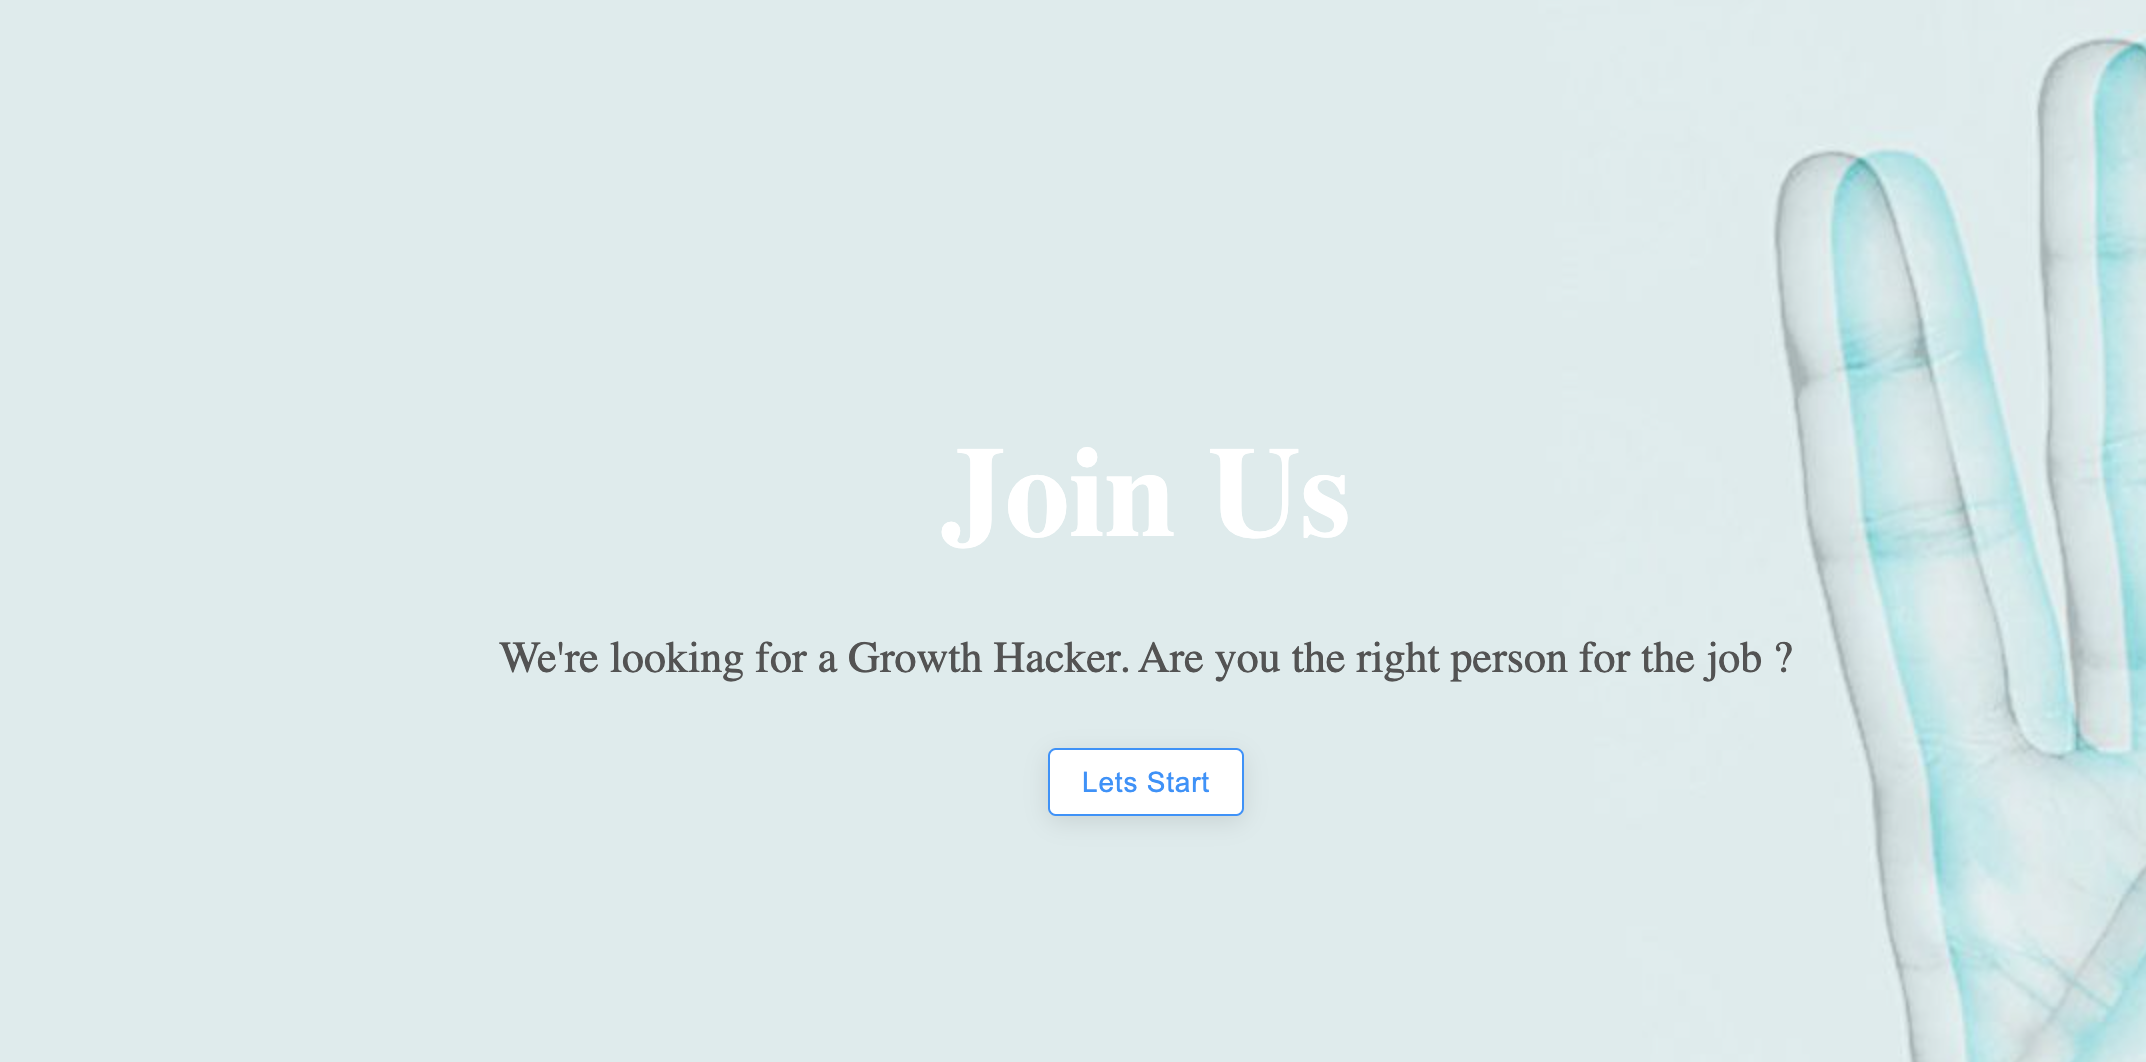 Join Us
We're looking for a Growth Hacker. Are you the right person for the job ?
Lets Start